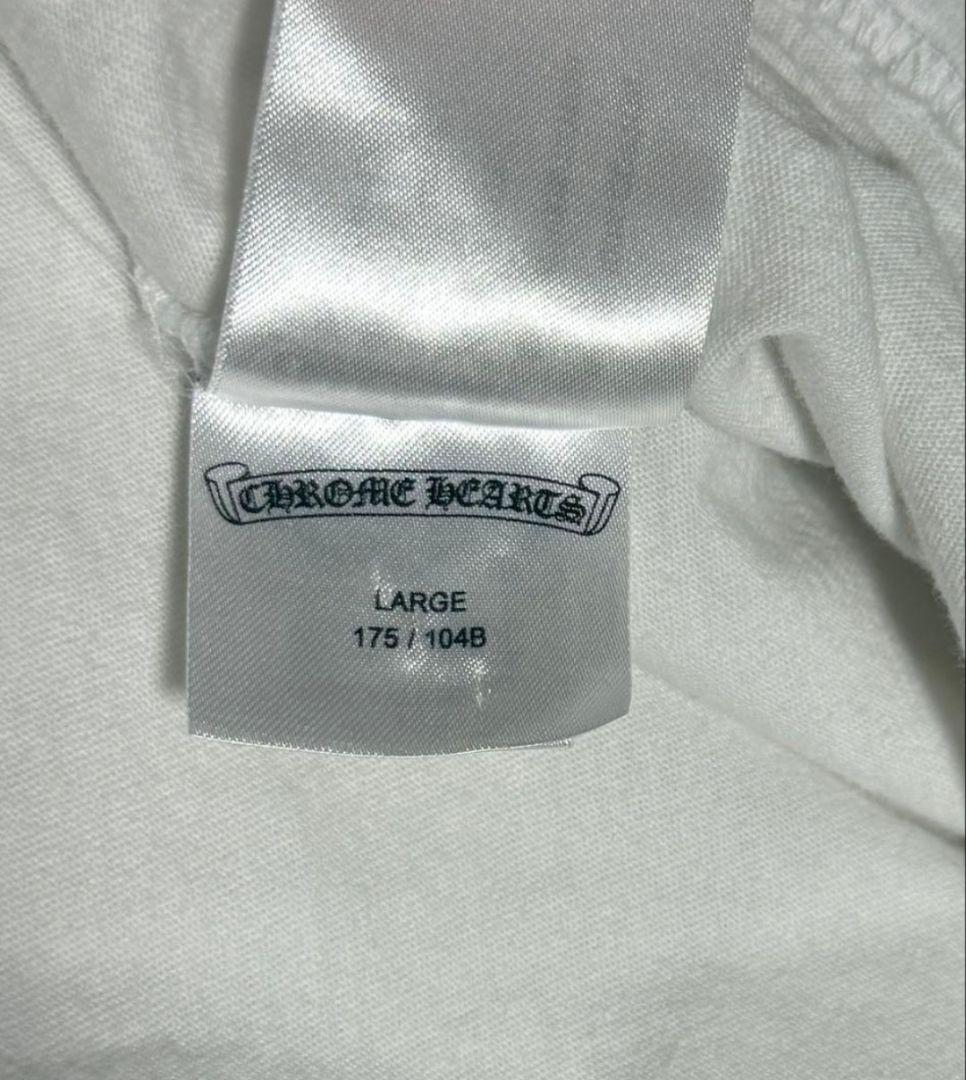 CHROME HEARTS
LARGE
175 / 104B